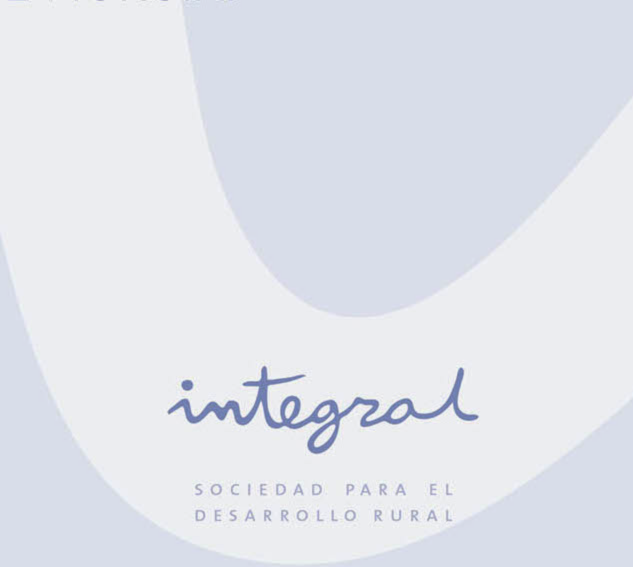 integral
SOCIEDAD PARA EL
DESARROLLO RURAL